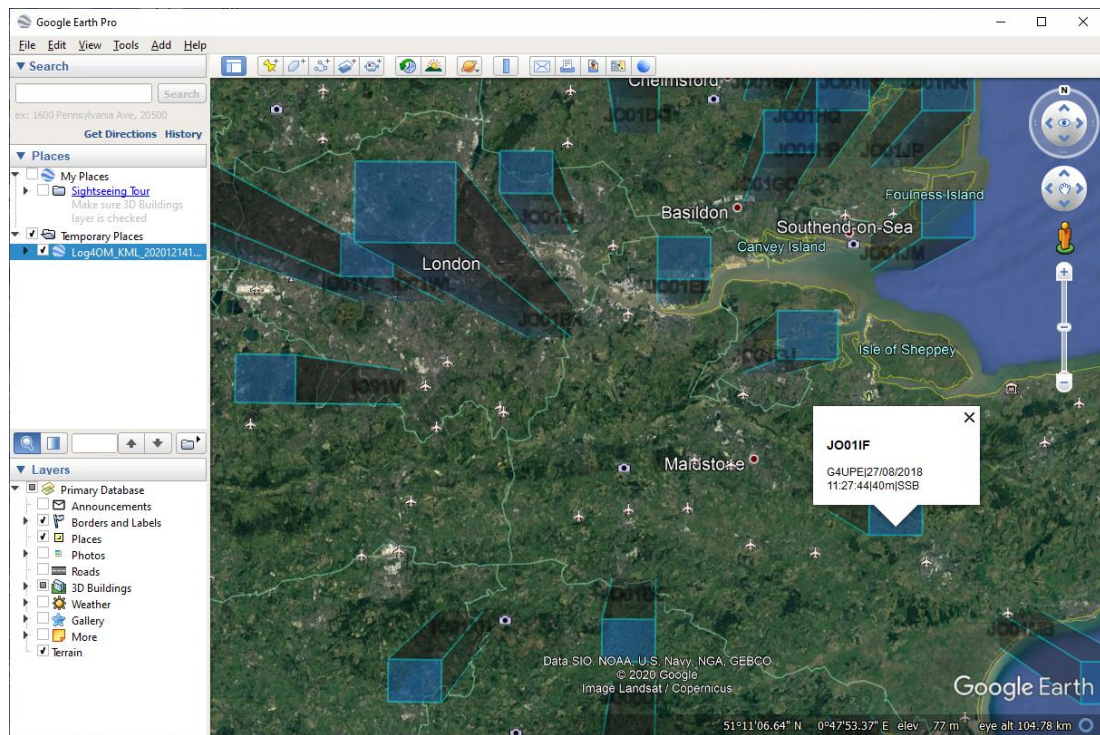 Google Earth Pro
File Edit View Tools Add Help
Search
Search
ex: 1600 Pennsylvania Ave, 20500
Get Directions History
Places
My Places
Sightseeing Tour
Make sure 3D Buildings
layer is checked
Temporary Places
Log4OM_KML_202012141...
Layers
Primary Database
Announcements
Borders and Labels
Places
Photos
Roads
3D Buildings
Weather
Gallery
More
Terrain
N
Chelmsford
JO01HQ
JO01HP
JO01JP
Foulness Island
Basildon
Southend-on-Sea
Canvey Island
JO01JM
London
JO01EL
Isle of Sheppey
JO01IF
G4UPE|27/08/2018
11:27:44|40m|SSB
Maidstone
Data SIO, NOAA, U.S. Navy, NGA, GEBCO
© 2020 Google
Image Landsat / Copernicus
Google Earth
51°11'06.64" N 0°47'53.37" E elev 77 m eye alt 104.78 km